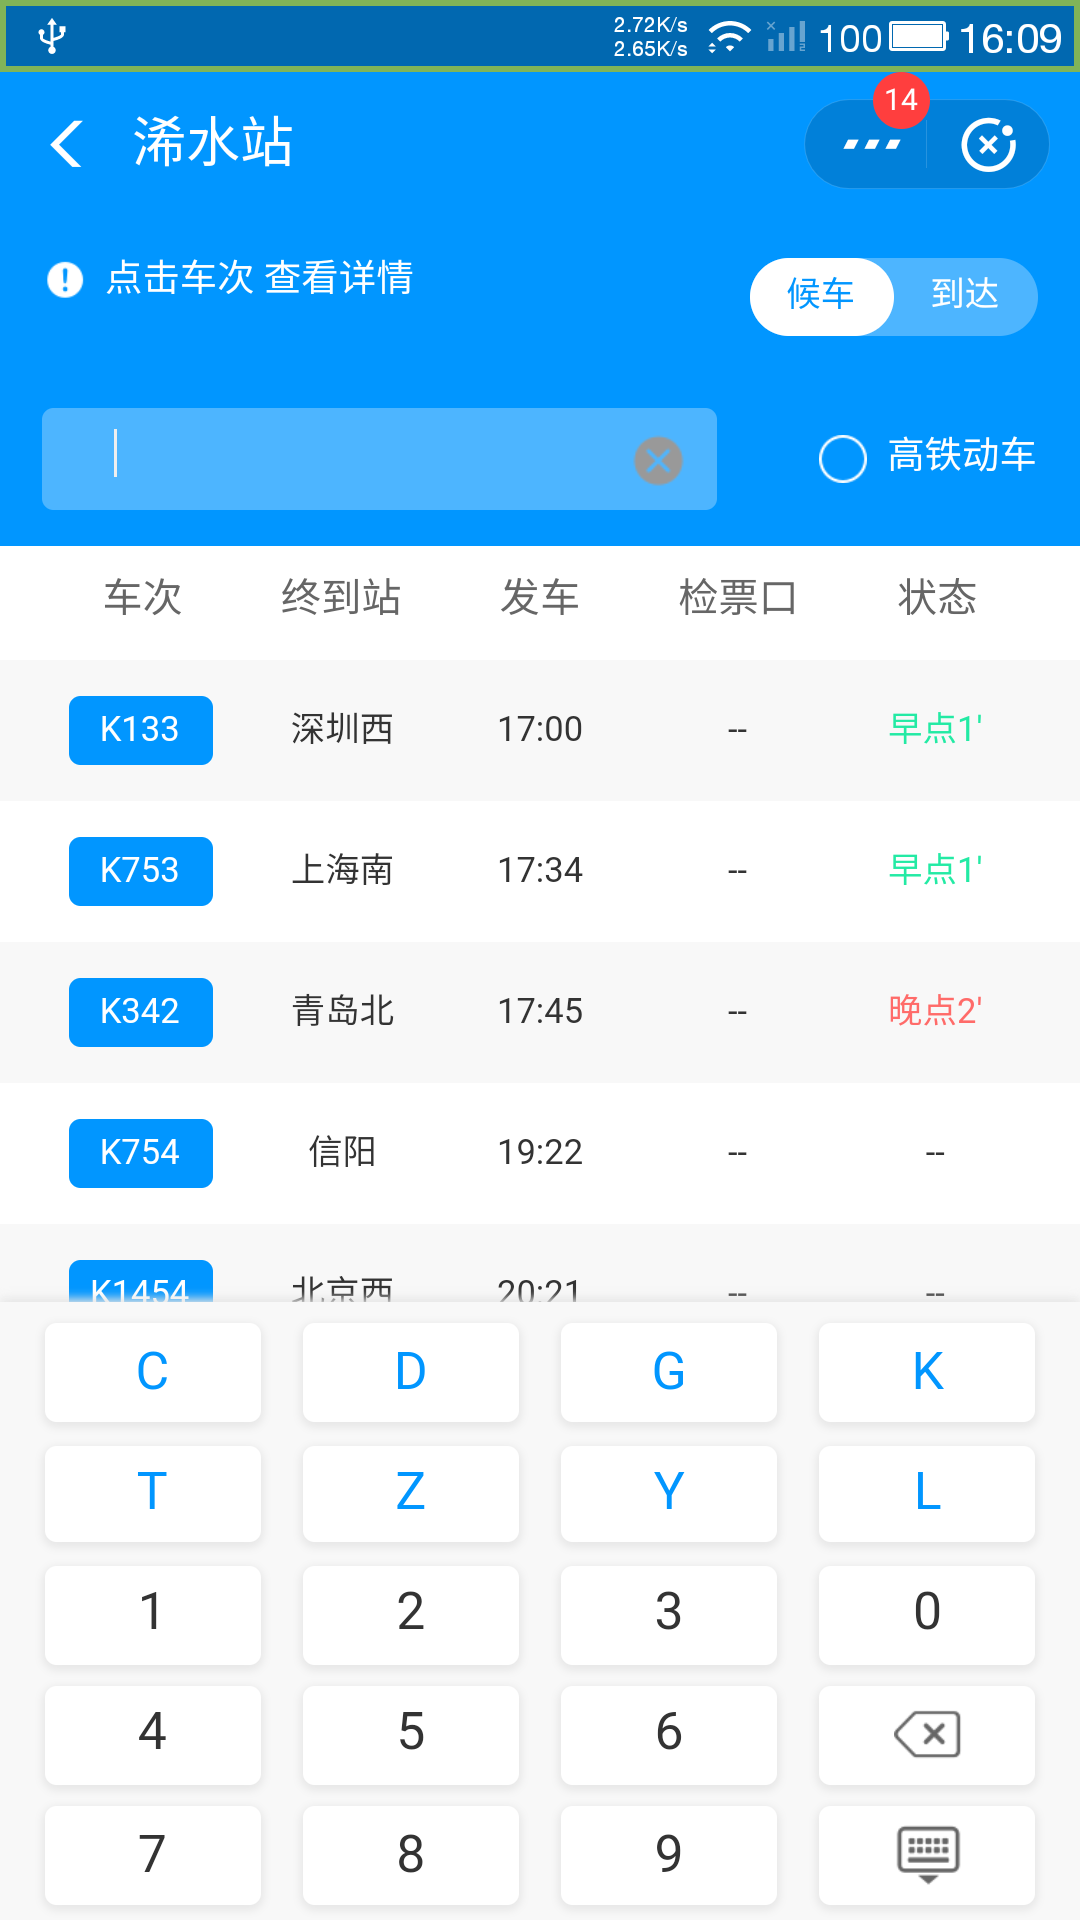 2.72K/s
2.65K/s
100
16:09
浠水站
14
点击车次 查看详情
候车
到达
高铁动车
车次 终到站 发车 检票口 状态
K133 深圳西 17:00 -- 早点1'
K753 上海南 17:34 -- 早点1'
K342 青岛北 17:45 -- 晚点2'
K754 信阳 19:22 -- --
K1454 北京西 20:21 -- --
C D G K
T Z Y L
1 2 3 0
4 5 6
7 8 9